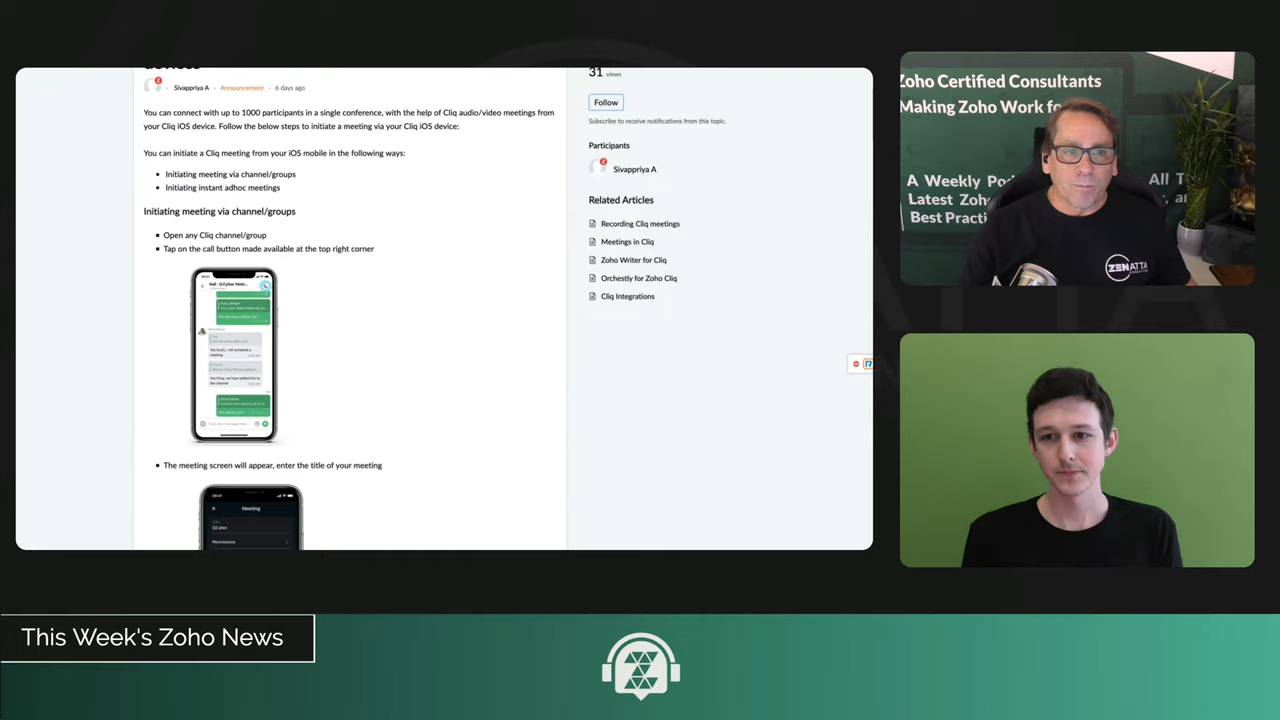 Sivappriya A
Announcement
6 days ago
You can connect with up to 1000 participants in a single conference, with the help of Cliq audio/video meetings from
your Cliq iOS device. Follow the below steps to initiate a meeting via your Cliq iOS device:
You can initiate a Cliq meeting from your iOS mobile in the following ways:
Initiating meeting via channel/groups
Initiating instant adhoc meetings
Initiating meeting via channel/groups
Open any Cliq channel/group
Tap on the call button made available at the top right corner
The meeting screen will appear, enter the title of your meeting
Meeting
Title
Q2 plan
Permissions
31 views
Follow
Subscribe to receive notifications from this topic.
Participants
Sivappriya A
Related Articles
Recording Cliq meetings
Meetings in Cliq
Zoho Writer for Cliq
Orchestly for Zoho Cliq
Cliq Integrations
Zoho Certified Consultants
Making Zoho Work fo
A Weekly Po
All T
Latest Zoh
Best Practi
ZENATTA
This Week's Zoho News